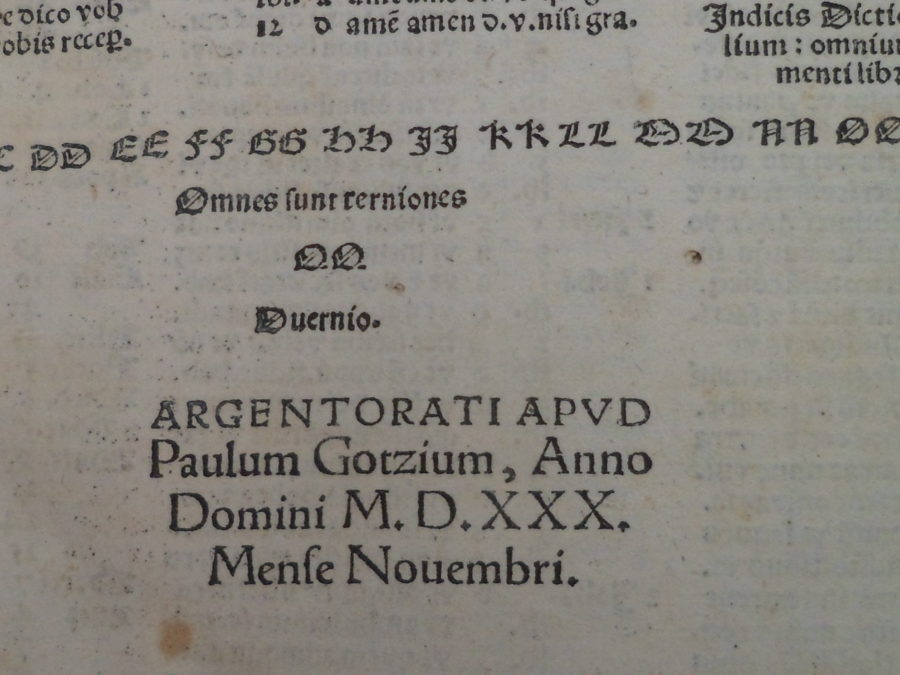 dico vob
obis recep.
12 d amē amen d.v.nisi gra.
Indicis
lium : omnium
menti libr
DD EE FF GG HH II KK LL MM NN OO
Omnes sunt terniones
QQ
Duernio.
ARGENTORATI APVD
Paulum Gotzium, Anno
Domini M. D. XXX.
Menſe Nouembri.